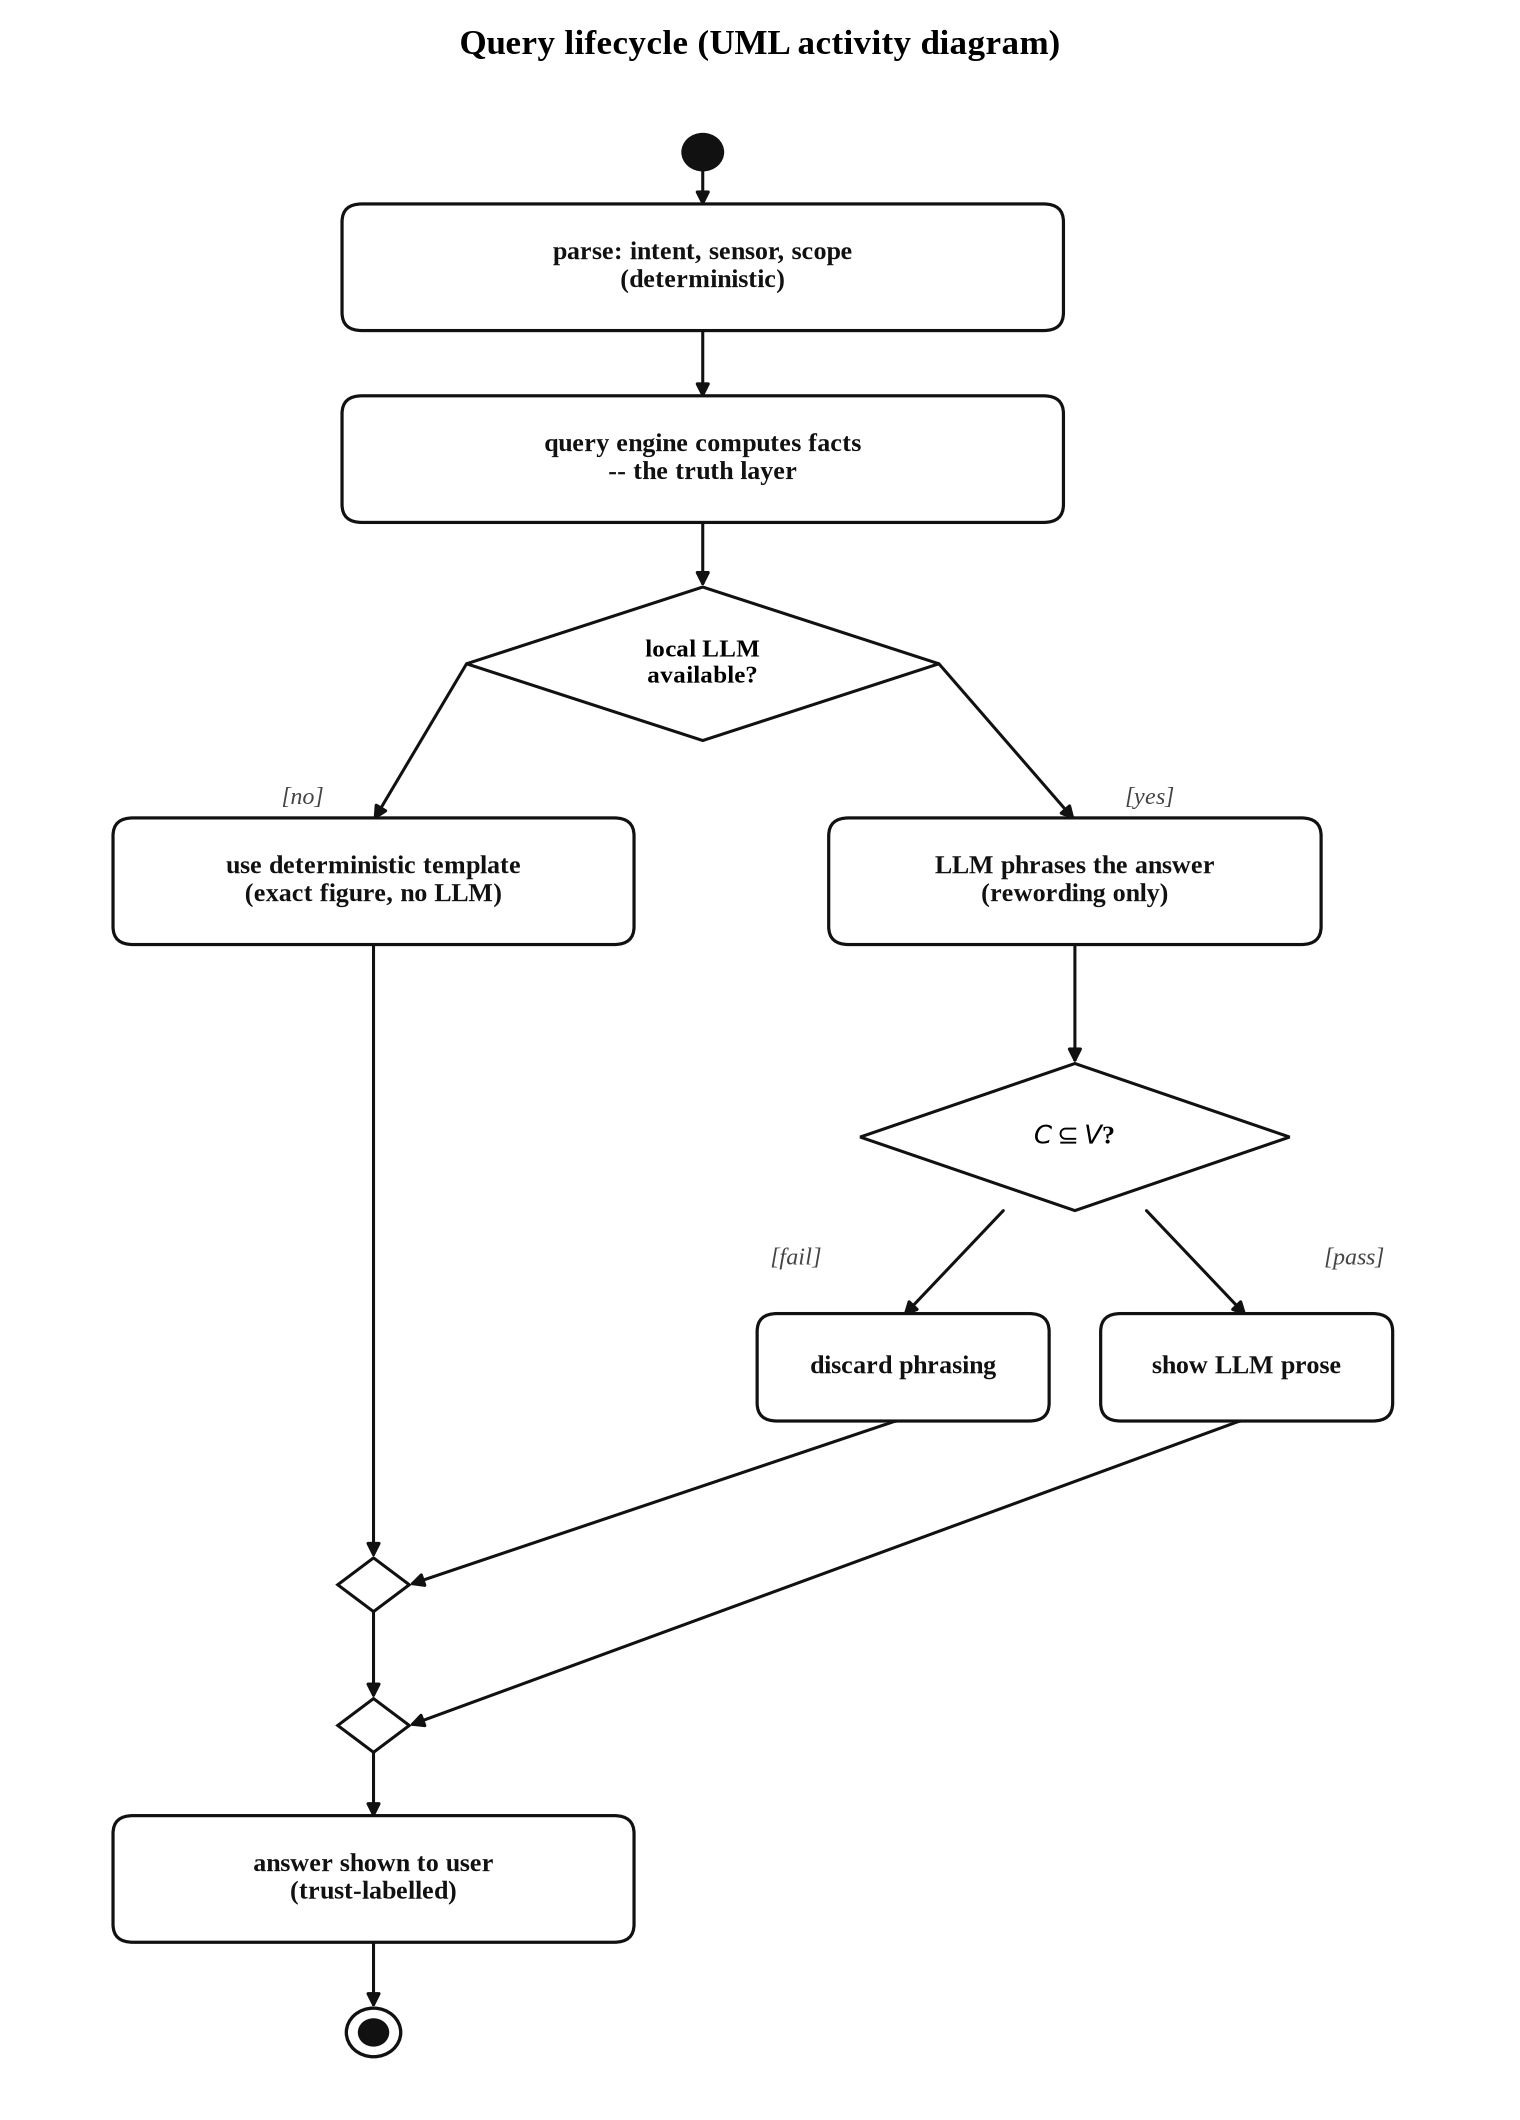 Query lifecycle (UML activity diagram)
parse: intent, sensor, scope
(deterministic)
query engine computes facts
-- the truth layer
local LLM
available?
[no]
[yes]
use deterministic template
(exact figure, no LLM)
LLM phrases the answer
(rewording only)
C ⊆ V?
[fail]
[pass]
discard phrasing
show LLM prose
answer shown to user
(trust-labelled)